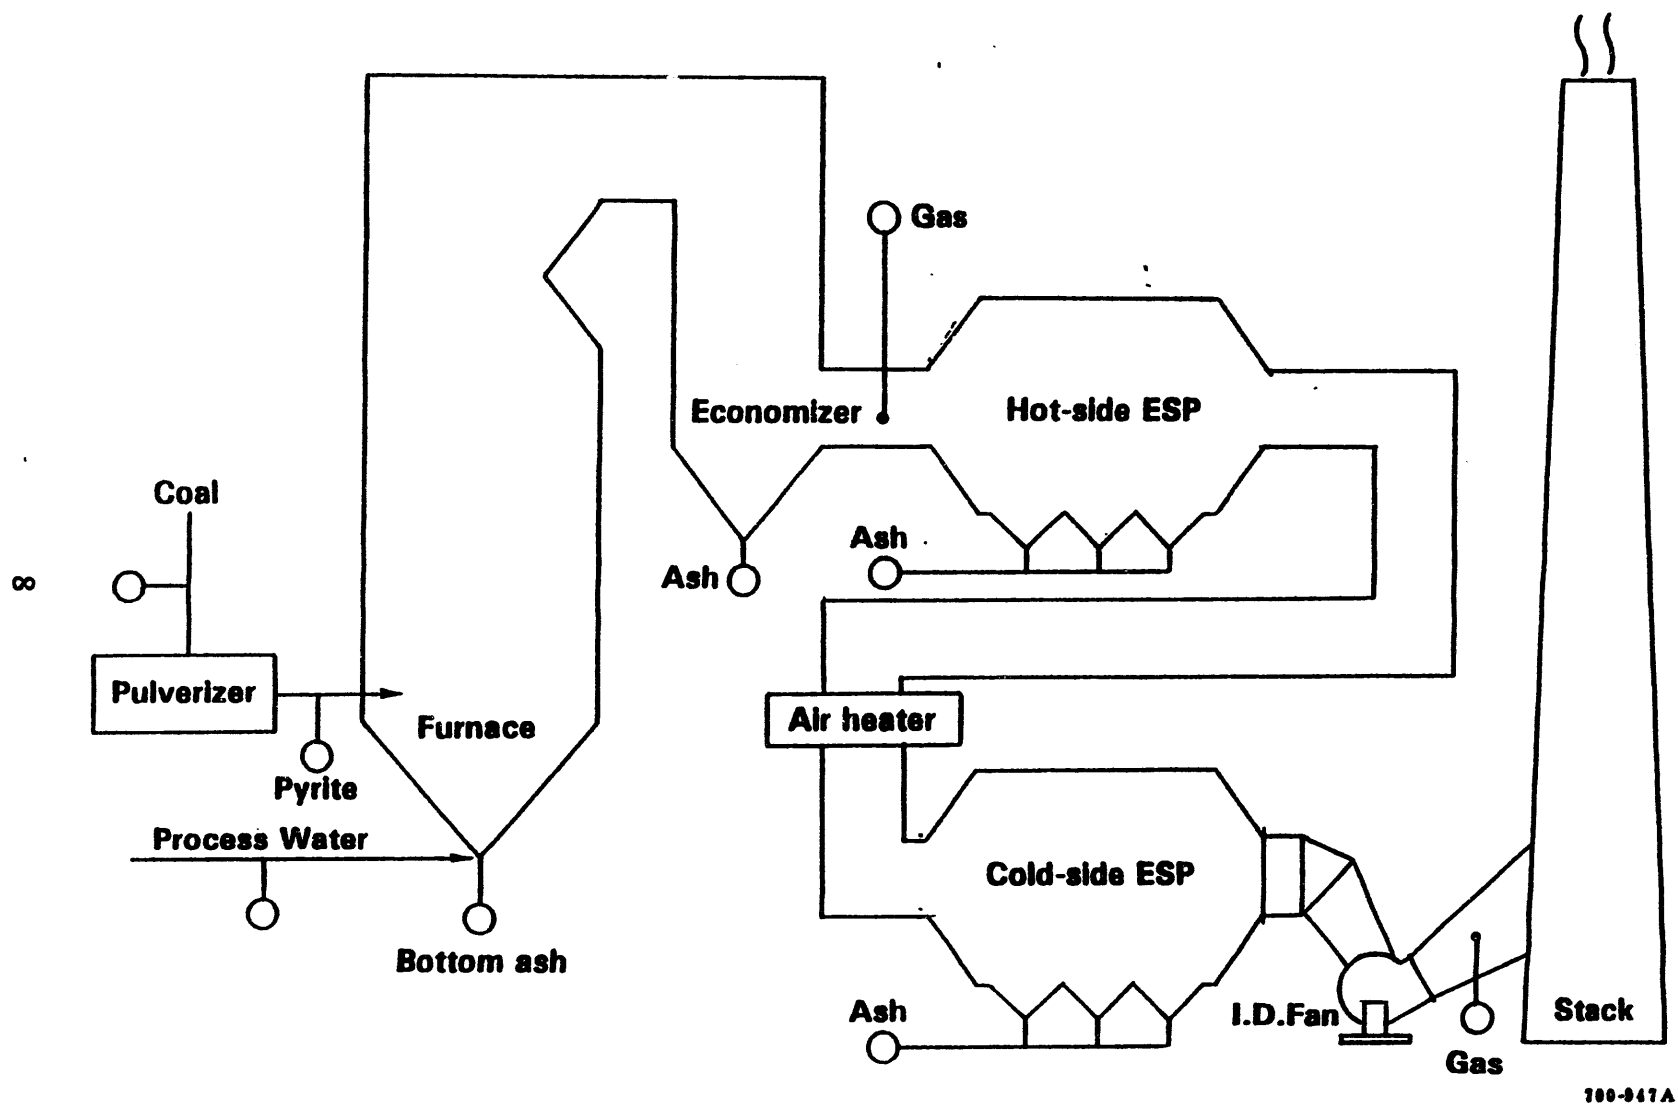 Gas
Economizer
Hot-side ESP
Coal
Ash
Ash
8
Pulverizer
Furnace
Air heater
Pyrite
Process Water
Cold-side ESP
Bottom ash
Ash
I.D.Fan
Stack
Gas